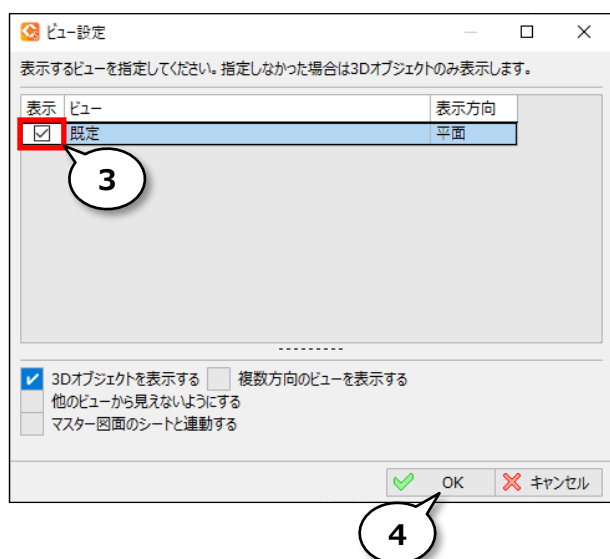 ビュー設定
表示するビューを指定してください。指定しなかった場合は3Dオブジェクトのみ表示します。
表示 ビュー 表示方向
既定 平面
3
3Dオブジェクトを表示する 複数方向のビューを表示する
他のビューから見えないようにする
マスター図面のシートと連動する
OK キャンセル
4